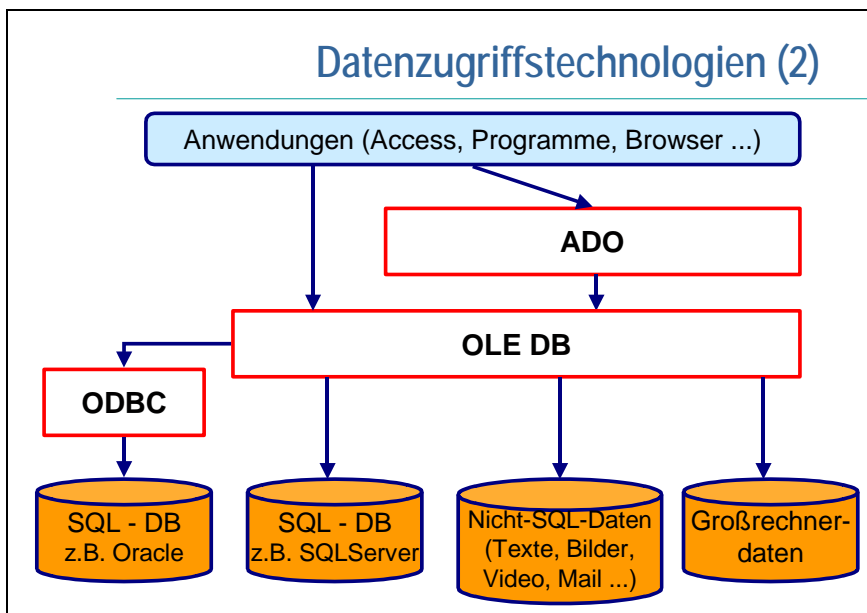 Datenzugriffstechnologien (2)
Anwendungen (Access, Programme, Browser ...)
ADO
OLE DB
ODBC
SQL - DB
z.B. Oracle
SQL - DB
z.B. SQLServer
Nicht-SQL-Daten
(Texte, Bilder,
Video, Mail ...)
Großrechner-
daten